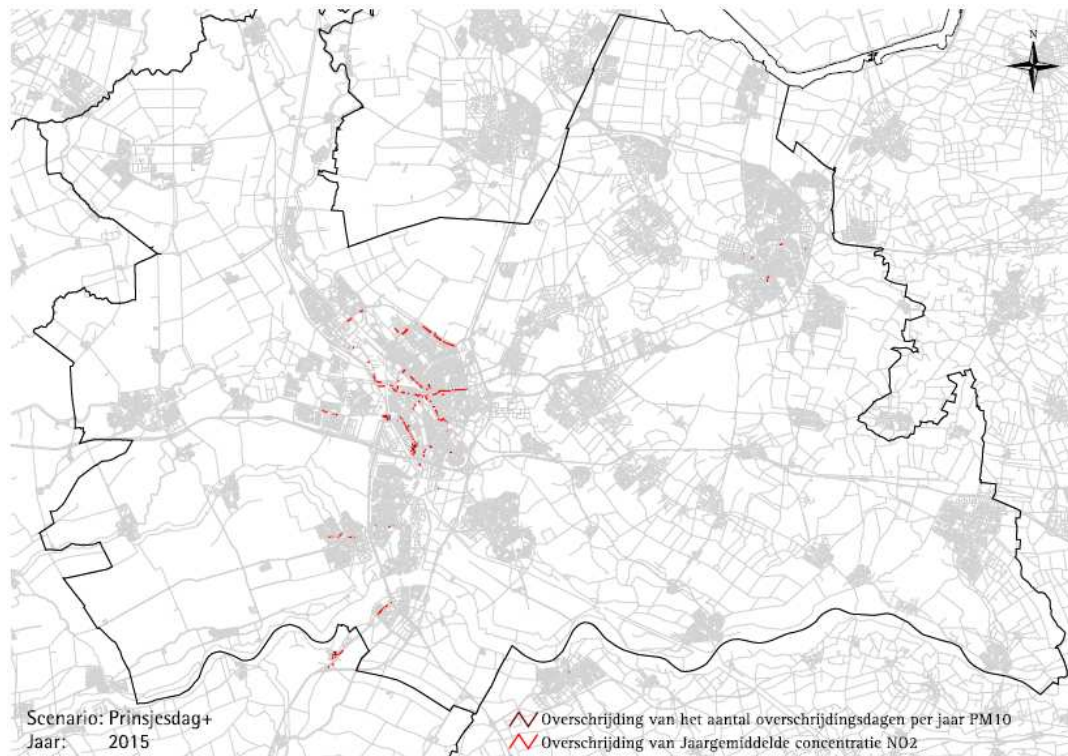 N
Scenario: Prinsjesdag+
Jaar: 2015
Overschrijding van het aantal overschrijdingsdagen per jaar PM10
Overschrijding van Jaargemiddelde concentratie NO2